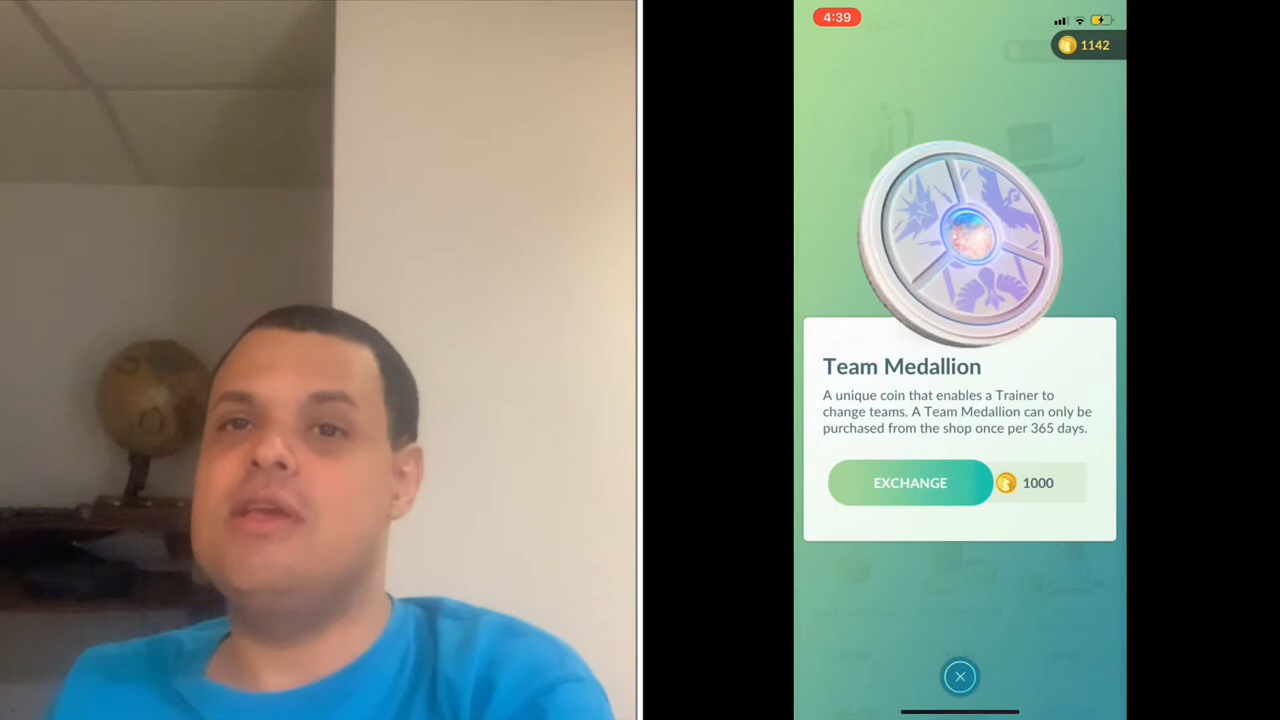 4:39
1142
Team Medallion
A unique coin that enables a Trainer to
change teams. A Team Medallion can only be
purchased from the shop once per 365 days.
EXCHANGE 1000